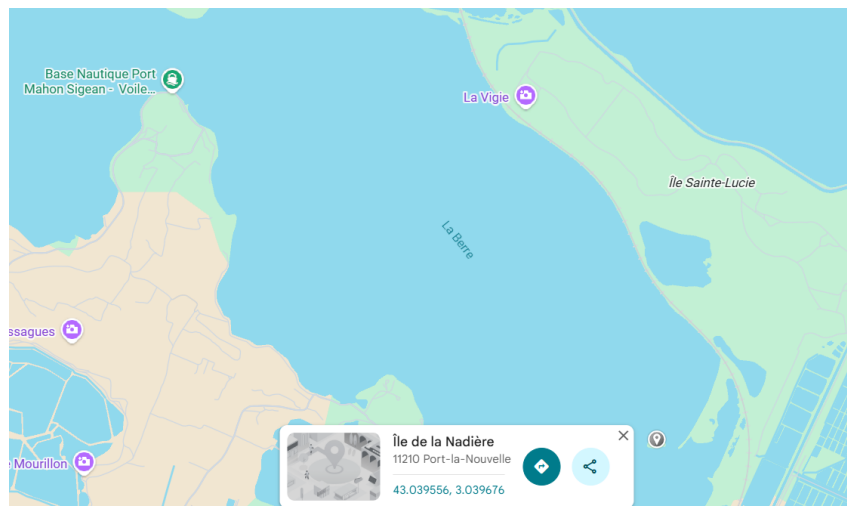 Base Nautique Port
Mahon Sigean - Voile...
La Vigie
Île Sainte-Lucie
La Berre
ssagues
Mourillon
Île de la Nadière
11210 Port-la-Nouvelle
43.039556, 3.039676